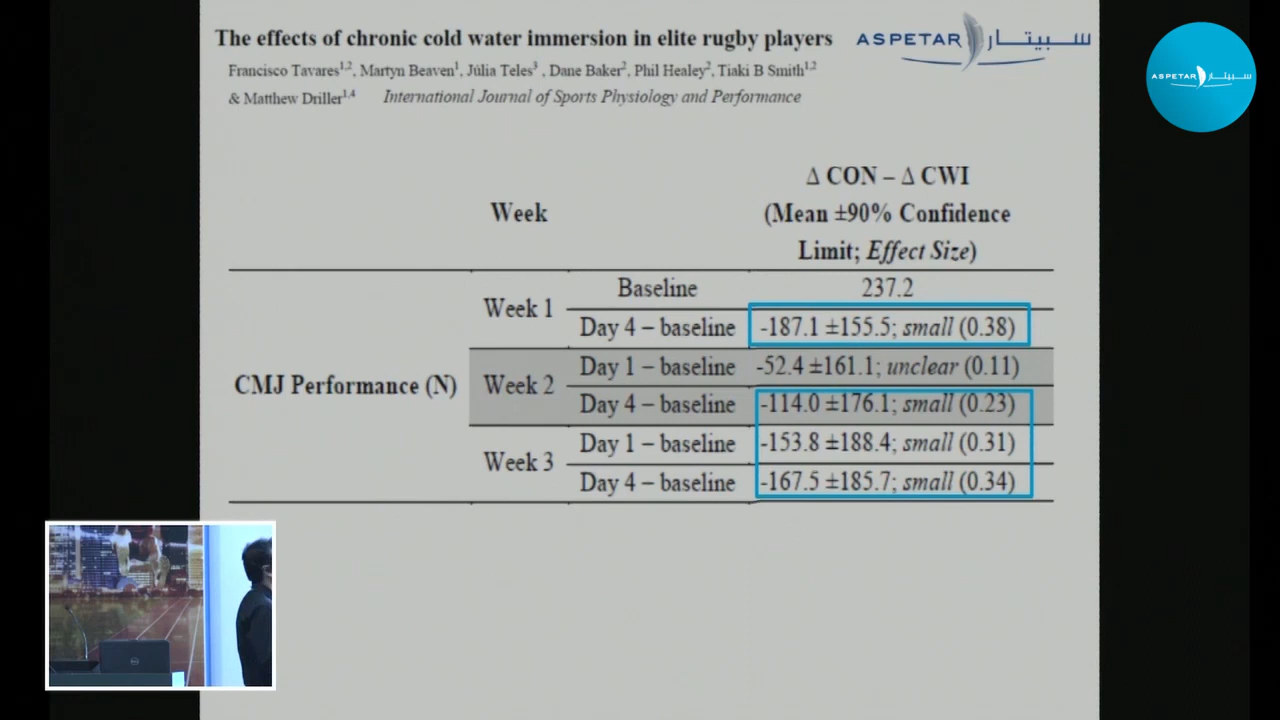 The effects of chronic cold water immersion in elite rugby players
ASPETAR سبيتار
Francisco Tavares1,2, Martyn Beaven1, Júlia Teles3 , Dane Baker2, Phil Healey2, Tiaki B Smith1,2
& Matthew Driller1,4 International Journal of Sports Physiology and Performance
ASPETAR سبيتار
Week
Δ CON – Δ CWI
(Mean ±90% Confidence
Limit; Effect Size)
CMJ Performance (N)
Week 1
Baseline 237.2
Day 4 – baseline -187.1 ±155.5; small (0.38)
Week 2
Day 1 – baseline -52.4 ±161.1; unclear (0.11)
Day 4 – baseline -114.0 ±176.1; small (0.23)
Week 3
Day 1 – baseline -153.8 ±188.4; small (0.31)
Day 4 – baseline -167.5 ±185.7; small (0.34)